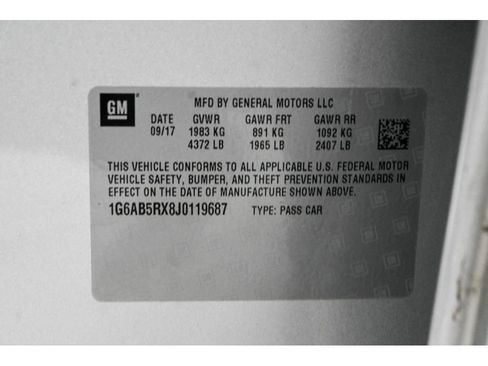 GM
MFD BY GENERAL MOTORS LLC
DATE GVWR GAWR FRT GAWR RR
09/17 1983 KG 891 KG 1092 KG
4372 LB 1965 LB 2407 LB
THIS VEHICLE CONFORMS TO ALL APPLICABLE U.S. FEDERAL MOTOR
VEHICLE SAFETY, BUMPER, AND THEFT PREVENTION STANDARDS IN
EFFECT ON THE DATE OF MANUFACTURE SHOWN ABOVE.
1G6AB5RX8J0119687 TYPE: PASS CAR